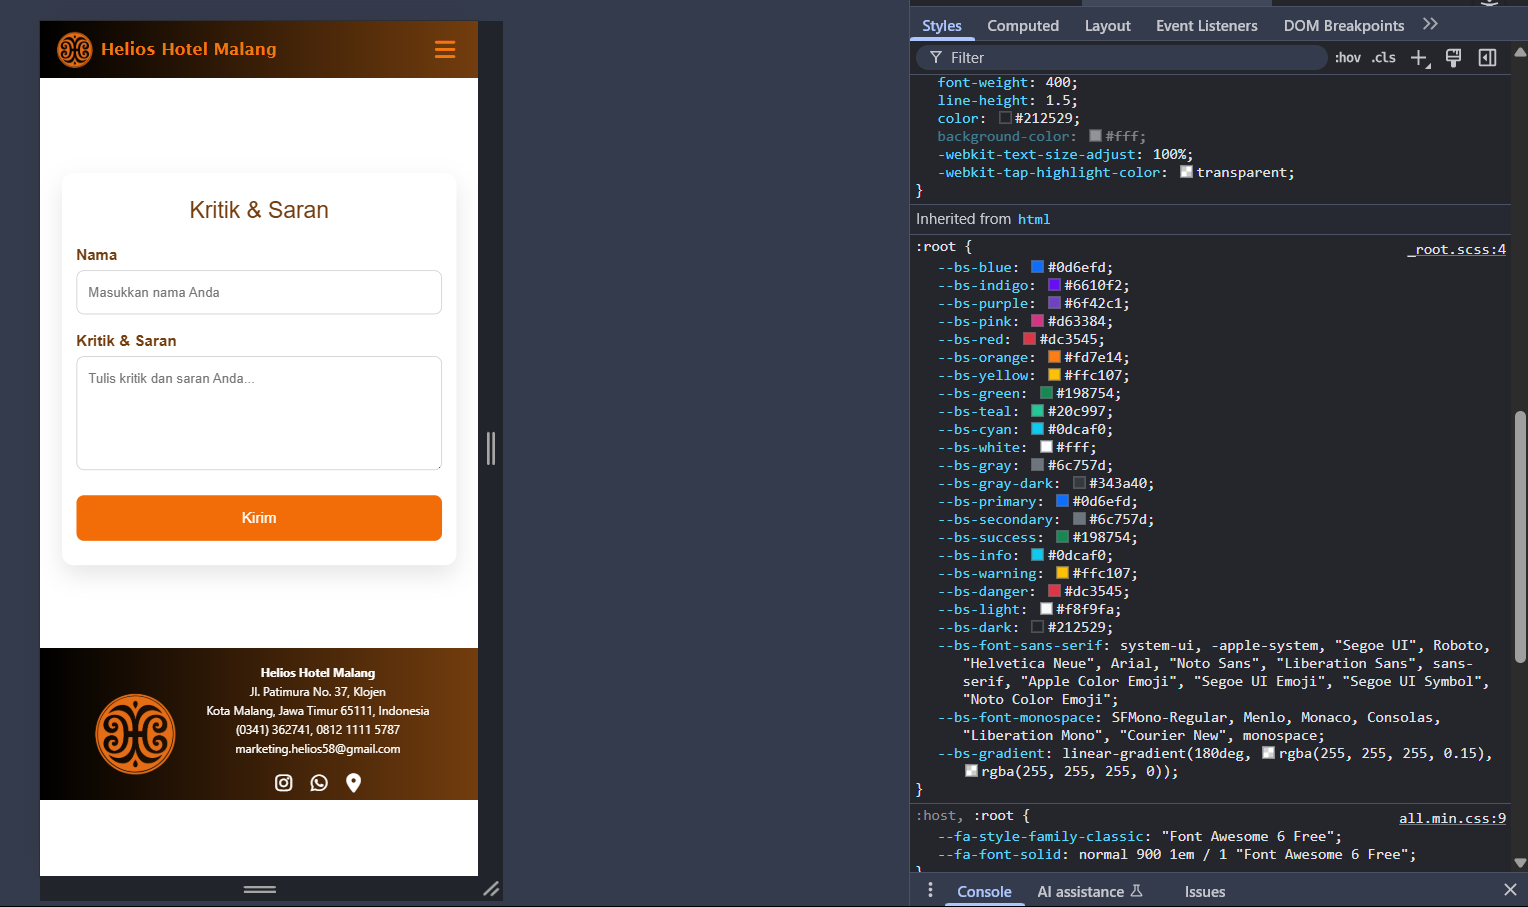 Helios Hotel Malang
Kritik & Saran
Nama
Masukkan nama Anda
Kritik & Saran
Tulis kritik dan saran Anda...
Kirim
Helios Hotel Malang
Jl. Patimura No. 37, Klojen
Kota Malang, Jawa Timur 65111, Indonesia
(0341) 362741, 0812 1111 5787
marketing.helios58@gmail.com
Styles Computed Layout Event Listeners DOM Breakpoints
Filter :hov .cls
font-weight: 400;
line-height: 1.5;
color: #212529;
background-color: #fff;
-webkit-text-size-adjust: 100%;
-webkit-tap-highlight-color: transparent;
}
Inherited from html
:root { _root.scss:4
--bs-blue: #0d6efd;
--bs-indigo: #6610f2;
--bs-purple: #6f42c1;
--bs-pink: #d63384;
--bs-red: #dc3545;
--bs-orange: #fd7e14;
--bs-yellow: #ffc107;
--bs-green: #198754;
--bs-teal: #20c997;
--bs-cyan: #0dcaf0;
--bs-white: #fff;
--bs-gray: #6c757d;
--bs-gray-dark: #343a40;
--bs-primary: #0d6efd;
--bs-secondary: #6c757d;
--bs-success: #198754;
--bs-info: #0dcaf0;
--bs-warning: #ffc107;
--bs-danger: #dc3545;
--bs-light: #f8f9fa;
--bs-dark: #212529;
--bs-font-sans-serif: system-ui, -apple-system, "Segoe UI", Roboto,
"Helvetica Neue", Arial, "Noto Sans", "Liberation Sans", sans-
serif, "Apple Color Emoji", "Segoe UI Emoji", "Segoe UI Symbol",
"Noto Color Emoji";
--bs-font-monospace: SFMono-Regular, Menlo, Monaco, Consolas,
"Liberation Mono", "Courier New", monospace;
--bs-gradient: linear-gradient(180deg, rgba(255, 255, 255, 0.15),
rgba(255, 255, 255, 0));
}
:host, :root { all.min.css:9
--fa-style-family-classic: "Font Awesome 6 Free";
--fa-font-solid: normal 900 1em / 1 "Font Awesome 6 Free";
}
Console AI assistance Issues